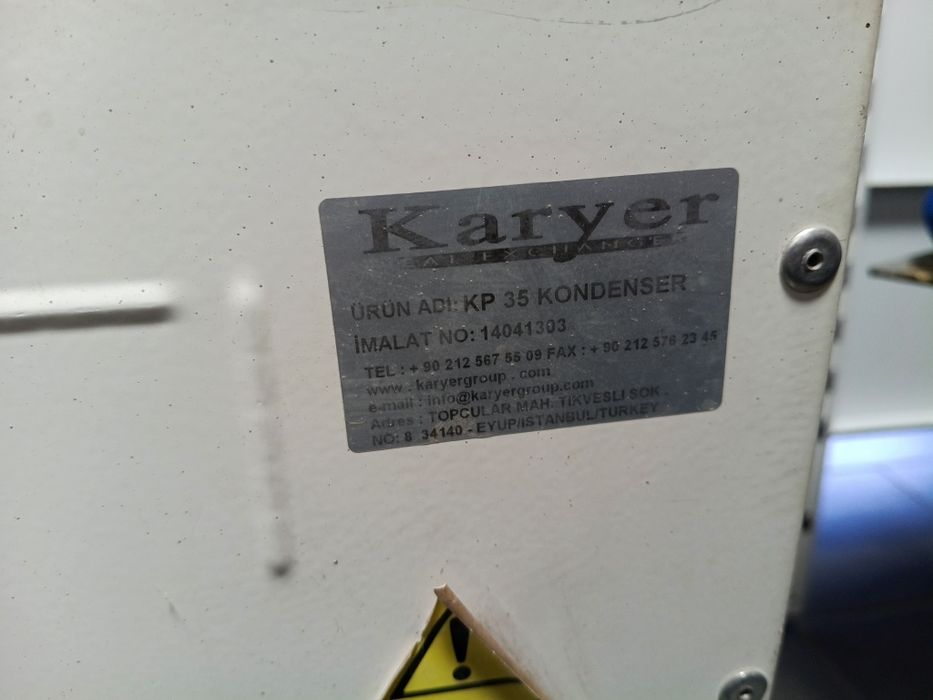 Karyer
ÜRÜN ADI: KP 35 KONDENSER
İMALAT NO: 14041303
TEL : + 90 212 567 55 09 FAX : + 90 212 576 23 45
www . karyergroup . com
e-mail : info@karyergroup.com
Adres : TOPCULAR MAH. TIKVESLI SOK .
NO: 8 34140 - EYUP/ISTANBUL/TURKEY